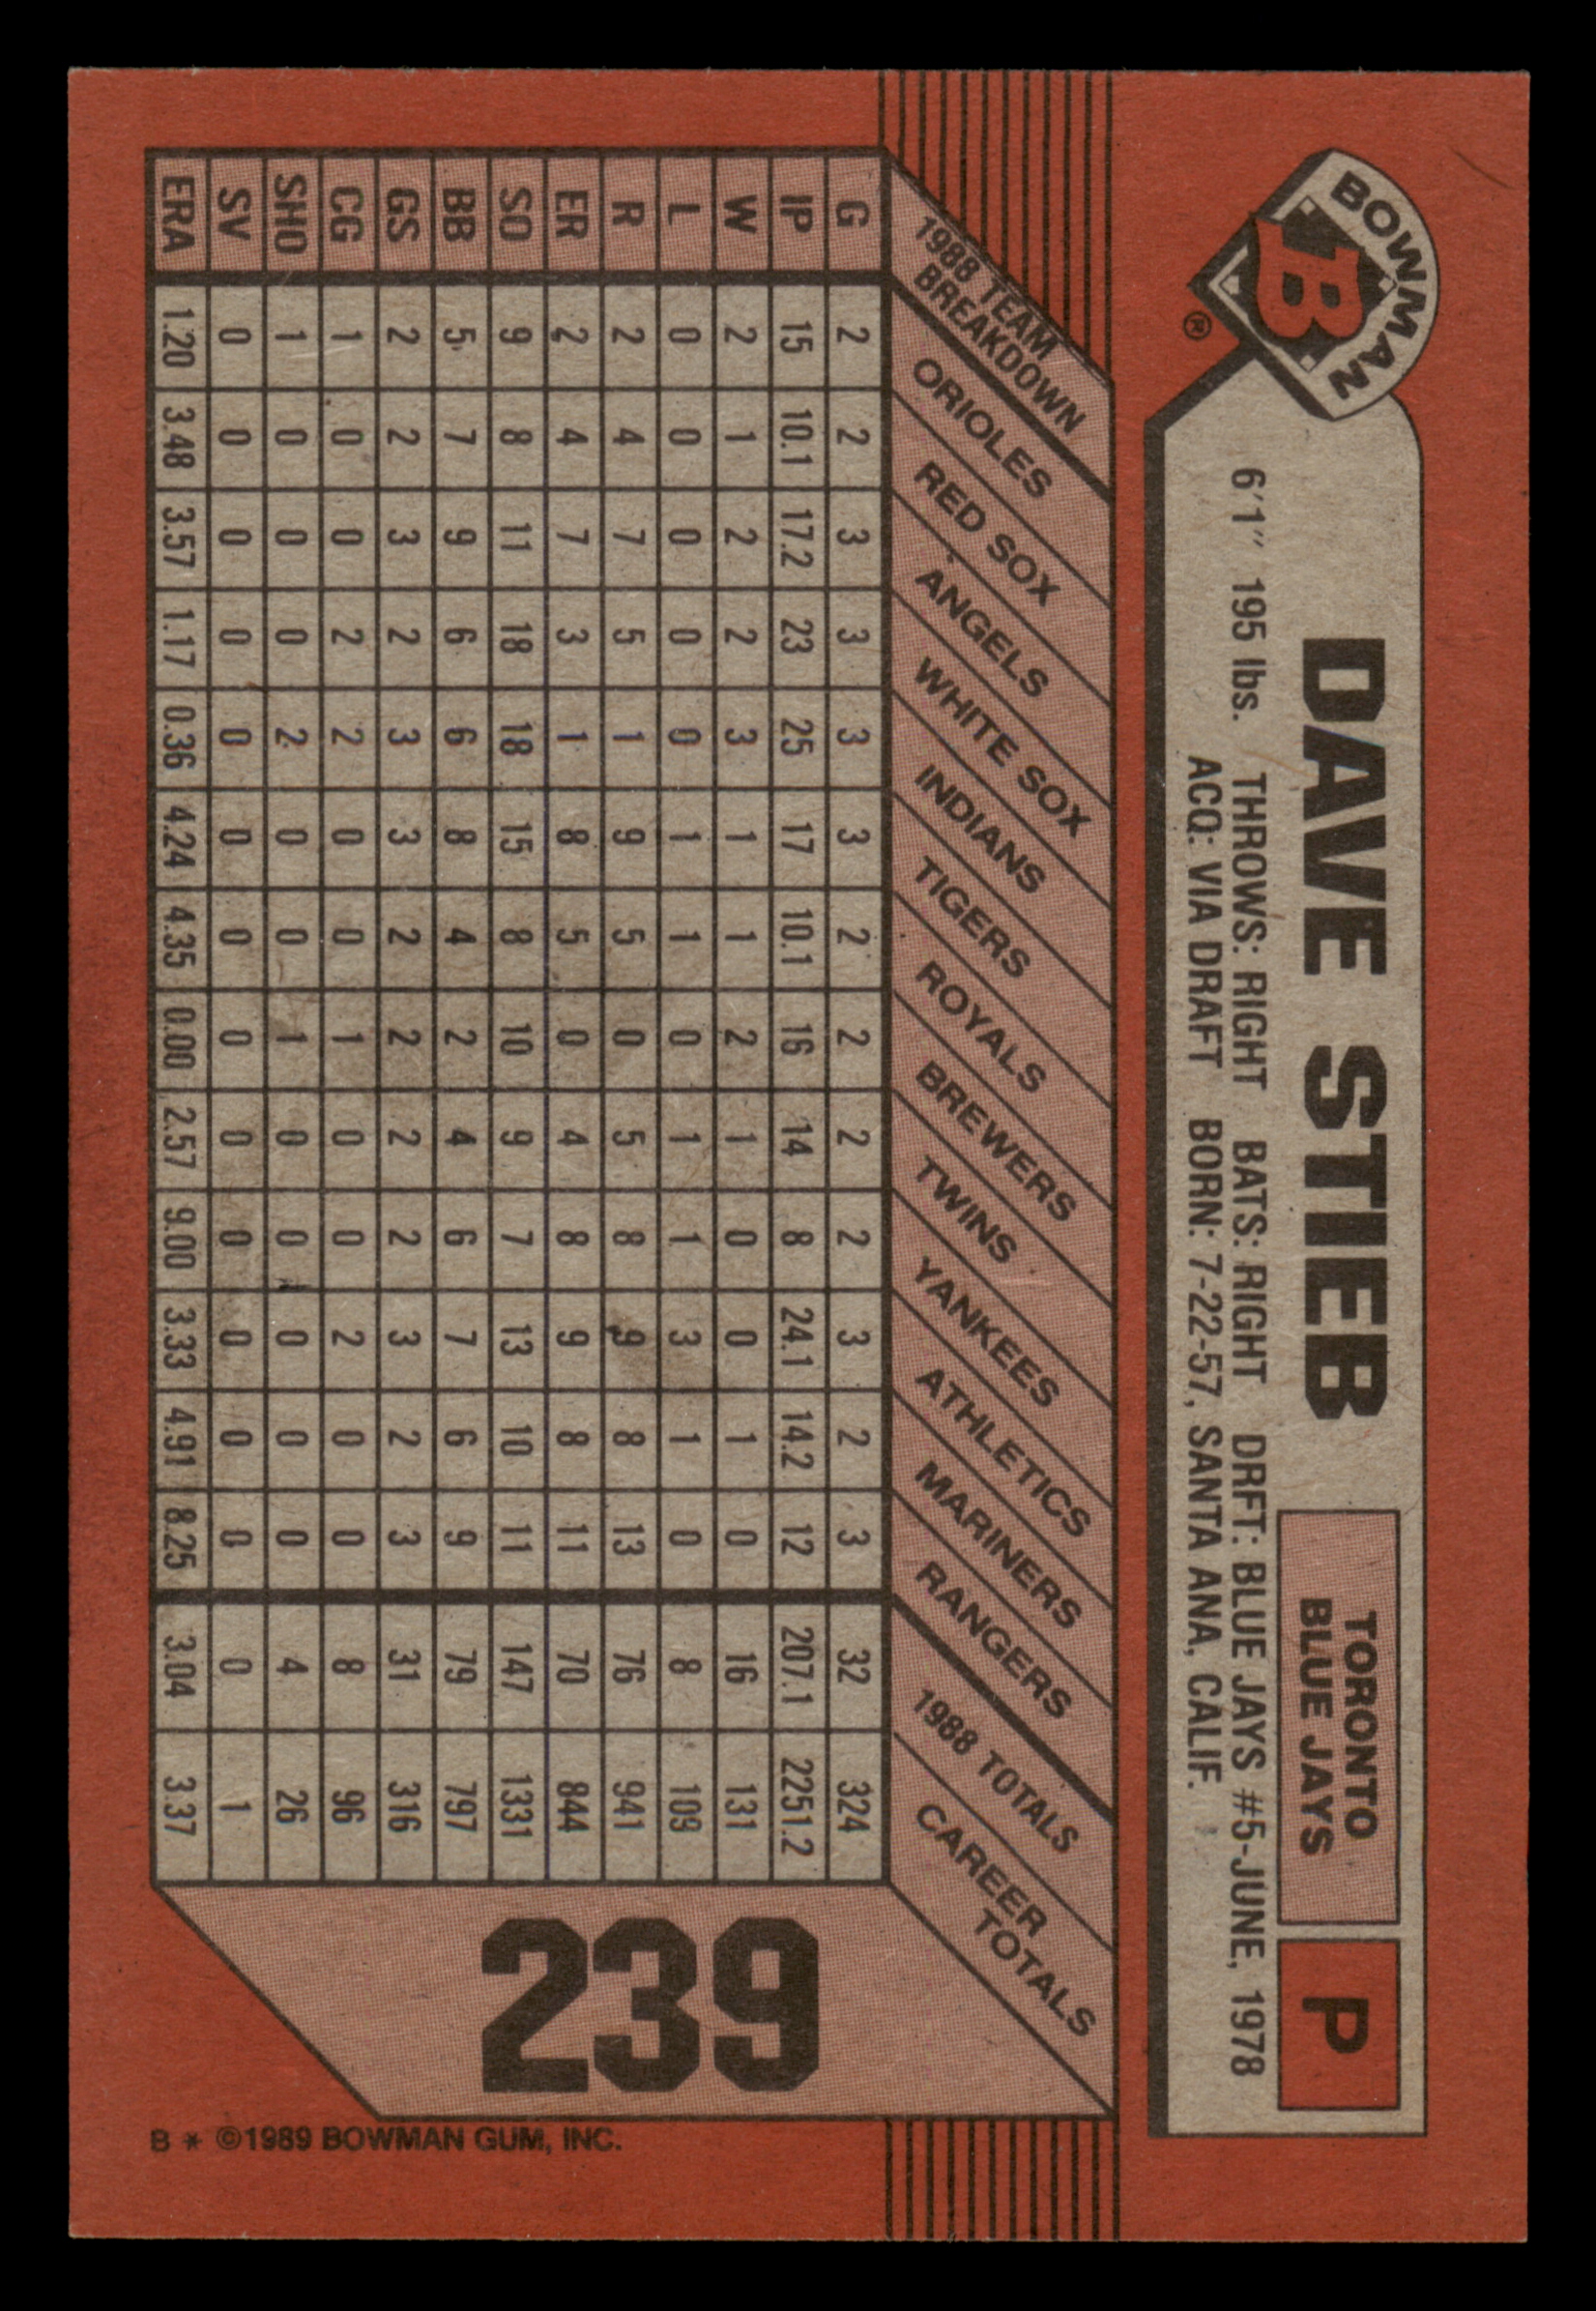 BOWMAN
B
®
DAVE STIEB
TORONTO
BLUE JAYS
P
6'1" 195 lbs. THROWS: RIGHT BATS: RIGHT DRFT: BLUE JAYS #5-JUNE, 1978
ACQ: VIA DRAFT BORN: 7-22-57, SANTA ANA, CALIF.
1988 TEAM
BREAKDOWN
ORIOLES
RED SOX
ANGELS
WHITE SOX
INDIANS
TIGERS
ROYALS
BREWERS
TWINS
YANKEES
ATHLETICS
MARINERS
RANGERS
1988 TOTALS
CAREER
TOTALS
G 2 2 3 3 3 3 2 2 2 2 3 2 3 32 324
IP 15 10.1 17.2 23 25 17 10.1 16 14 8 24.1 14.2 12 207.1 2251.2
W 2 1 2 2 3 1 1 2 1 0 0 1 0 16 131
L 0 0 0 0 0 1 1 0 1 1 3 1 0 8 109
R 2 4 7 5 1 9 5 0 5 8 9 8 13 76 941
ER 2 4 7 3 1 8 5 0 4 8 9 8 11 70 844
SO 9 8 11 18 18 15 8 10 9 7 13 10 11 147 1331
BB 5 7 9 6 6 8 4 2 4 6 7 6 9 79 797
GS 2 2 3 2 3 3 2 2 2 2 3 2 3 31 316
CG 1 0 0 2 2 0 0 1 0 0 2 0 0 8 96
SHO 1 0 0 0 2 0 0 1 0 0 0 0 0 4 26
SV 0 0 0 0 0 0 0 0 0 0 0 0 0 0 1
ERA 1.20 3.48 3.57 1.17 0.36 4.24 4.35 0.00 2.57 9.00 3.33 4.91 8.25 3.04 3.37
239
B * ©1989 BOWMAN GUM, INC.